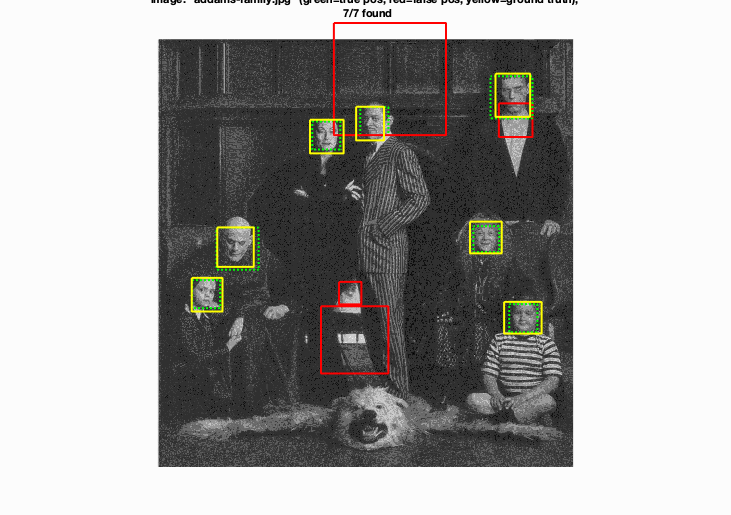 image: "addams-family.jpg" (green=true pos, red=false pos, yellow=ground truth),
7/7 found